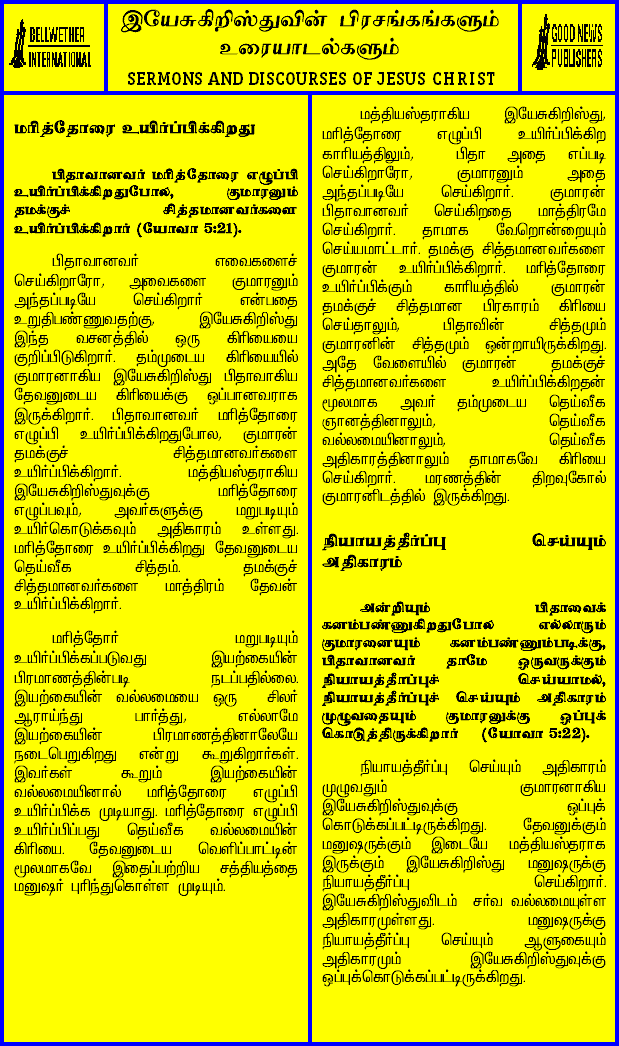 BELLWETHER
INTERNATIONAL
இயேசுகிறிஸ்துவின் பிரசங்கங்களும்
உரையாடல்களும்
SERMONS AND DISCOURSES OF JESUS CHRIST
GOOD NEWS
PUBLISHERS
மரித்தோரை உயிர்ப்பிக்கிறது
பிதாவானவர் மரித்தோரை எழுப்பி
உயிர்ப்பிக்கிறதுபோல, குமாரனும்
தமக்குச் சித்தமானவர்களை
உயிர்ப்பிக்கிறார் (யோவா 5:21).
பிதாவானவர் எவைகளைச்
செய்கிறாரோ, அவைகளை குமாரனும்
அந்தப்படியே செய்கிறார் என்பதை
உறுதிபண்ணுவதற்கு, இயேசுகிறிஸ்து
இந்த வசனத்தில் ஒரு கிரியையை
குறிப்பிடுகிறார். தம்முடைய கிரியையில்
குமாரனாகிய இயேசுகிறிஸ்து பிதாவாகிய
தேவனுடைய கிரியைக்கு ஒப்பானவராக
இருக்கிறார். பிதாவானவர் மரித்தோரை
எழுப்பி உயிர்ப்பிக்கிறதுபோல, குமாரன்
தமக்குச் சித்தமானவர்களை
உயிர்ப்பிக்கிறார். மத்தியஸ்தராகிய
இயேசுகிறிஸ்துவுக்கு மரித்தோரை
எழுப்பவும், அவர்களுக்கு மறுபடியும்
உயிர்கொடுக்கவும் அதிகாரம் உள்ளது.
மரித்தோரை உயிர்ப்பிக்கிறது தேவனுடைய
தெய்வீக சித்தம். தமக்குச்
சித்தமானவர்களை மாத்திரம் தேவன்
உயிர்ப்பிக்கிறார்.
மரித்தோர் மறுபடியும்
உயிர்ப்பிக்கப்படுவது இயற்கையின்
பிரமாணத்தின்படி நடப்பதில்லை.
இயற்கையின் வல்லமையை ஒரு சிலர்
ஆராய்ந்து பார்த்து, எல்லாமே
இயற்கையின் பிரமாணத்தினாலேயே
நடைபெறுகிறது என்று கூறுகிறார்கள்.
இவர்கள் கூறும் இயற்கையின்
வல்லமையினால் மரித்தோரை எழுப்பி
உயிர்ப்பிக்க முடியாது. மரித்தோரை எழுப்பி
உயிர்ப்பிப்பது தெய்வீக வல்லமையின்
கிரியை. தேவனுடைய வெளிப்பாட்டின்
மூலமாகவே இதைப்பற்றிய சத்தியத்தை
மனுஷர் புரிந்துகொள்ள முடியும்.
மத்தியஸ்தராகிய இயேசுகிறிஸ்து,
மரித்தோரை எழுப்பி உயிர்ப்பிக்கிற
காரியத்திலும், பிதா அதை எப்படி
செய்கிறாரோ, குமாரனும் அதை
அந்தப்படியே செய்கிறார். குமாரன்
பிதாவானவர் செய்கிறதை மாத்திரமே
செய்கிறார். தாமாக வேறொன்றையும்
செய்யமாட்டார். தமக்கு சித்தமானவர்களை
குமாரன் உயிர்ப்பிக்கிறார். மரித்தோரை
உயிர்ப்பிக்கும் காரியத்தில் குமாரன்
தமக்குச் சித்தமான பிரகாரம் கிரியை
செய்தாலும், பிதாவின் சித்தமும்
குமாரனின் சித்தமும் ஒன்றாயிருக்கிறது.
அதே வேளையில் குமாரன் தமக்குச்
சித்தமானவர்களை உயிர்ப்பிக்கிறதன்
மூலமாக அவர் தம்முடைய தெய்வீக
ஞானத்தினாலும், தெய்வீக
வல்லமையினாலும், தெய்வீக
அதிகாரத்தினாலும் தாமாகவே கிரியை
செய்கிறார். மரணத்தின் திறவுகோல்
குமாரனிடத்தில் இருக்கிறது.
நியாயத்தீர்ப்பு செய்யும்
அதிகாரம்
அன்றியும் பிதாவைக்
கனம்பண்ணுகிறதுபோல எல்லாரும்
குமாரனையும் கனம்பண்ணும்படிக்கு,
பிதாவானவர் தாமே ஒருவருக்கும்
நியாயத்தீர்ப்புச் செய்யாமல்,
நியாயத்தீர்ப்புச் செய்யும் அதிகாரம்
முழுவதையும் குமாரனுக்கு ஒப்புக்
கொடுத்திருக்கிறார் (யோவா 5:22).
நியாயத்தீர்ப்பு செய்யும் அதிகாரம்
முழுவதும் குமாரனாகிய
இயேசுகிறிஸ்துவுக்கு ஒப்புக்
கொடுக்கப்பட்டிருக்கிறது. தேவனுக்கும்
மனுஷருக்கும் இடையே மத்தியஸ்தராக
இருக்கும் இயேசுகிறிஸ்து மனுஷருக்கு
நியாயத்தீர்ப்பு செய்கிறார்.
இயேசுகிறிஸ்துவிடம் சர்வ வல்லமையுள்ள
அதிகாரமுள்ளது. மனுஷருக்கு
நியாயத்தீர்ப்பு செய்யும் ஆளுகையும்
அதிகாரமும் இயேசுகிறிஸ்துவுக்கு
ஒப்புக்கொடுக்கப்பட்டிருக்கிறது.